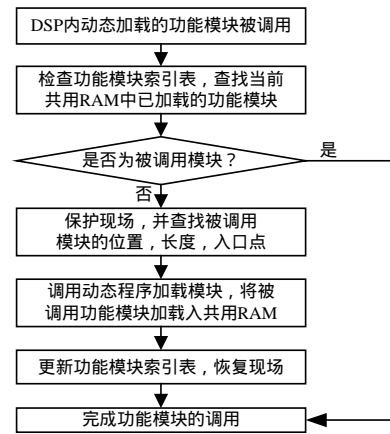 DSP内动态加载的功能模块被调用
检查功能模块索引表，查找当前
共用RAM中已加载的功能模块
是否为被调用模块？
是
否
保护现场，并查找被调用
模块的位置，长度，入口点
调用动态程序加载模块，将被
调用功能模块加载入共用RAM
更新功能模块索引表，恢复现场
完成功能模块的调用